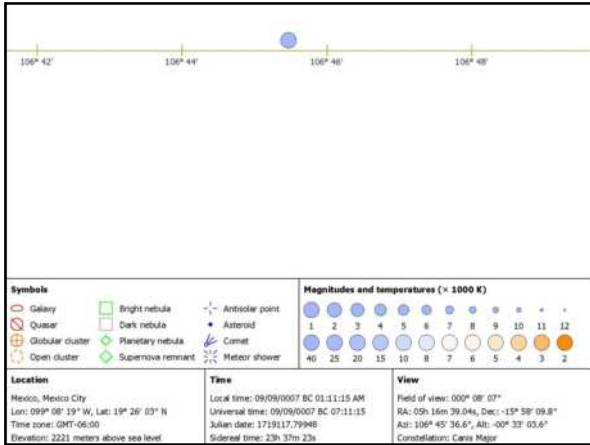 106° 42' 106° 44' 106° 46' 106° 48'
Symbols
Galaxy Bright nebula Antisolar point
Quasar Dark nebula Asteroid
Globular cluster Planetary nebula Comet
Open cluster Supernova remnant Meteor shower
Magnitudes and temperatures (× 1000 K)
1 2 3 4 5 6 7 8 9 10 11 12
40 25 20 15 10 8 7 6 5 4 3 2
Location
Mexico, Mexico City
Lon: 099° 08' 19" W, Lat: 19° 26' 03" N
Time zone: GMT-06:00
Elevation: 2221 meters above sea level
Time
Local time: 09/09/0007 BC 01:11:15 AM
Universal time: 09/09/0007 BC 07:11:15
Julian date: 1719117.79948
Sidereal time: 23h 37m 23s
View
Field of view: 000° 08' 07"
RA: 05h 16m 39.04s, Dec: -15° 58' 09.8"
Azi: 106° 45' 36.6", Alt: -00° 33' 03.6"
Constellation: Canis Major